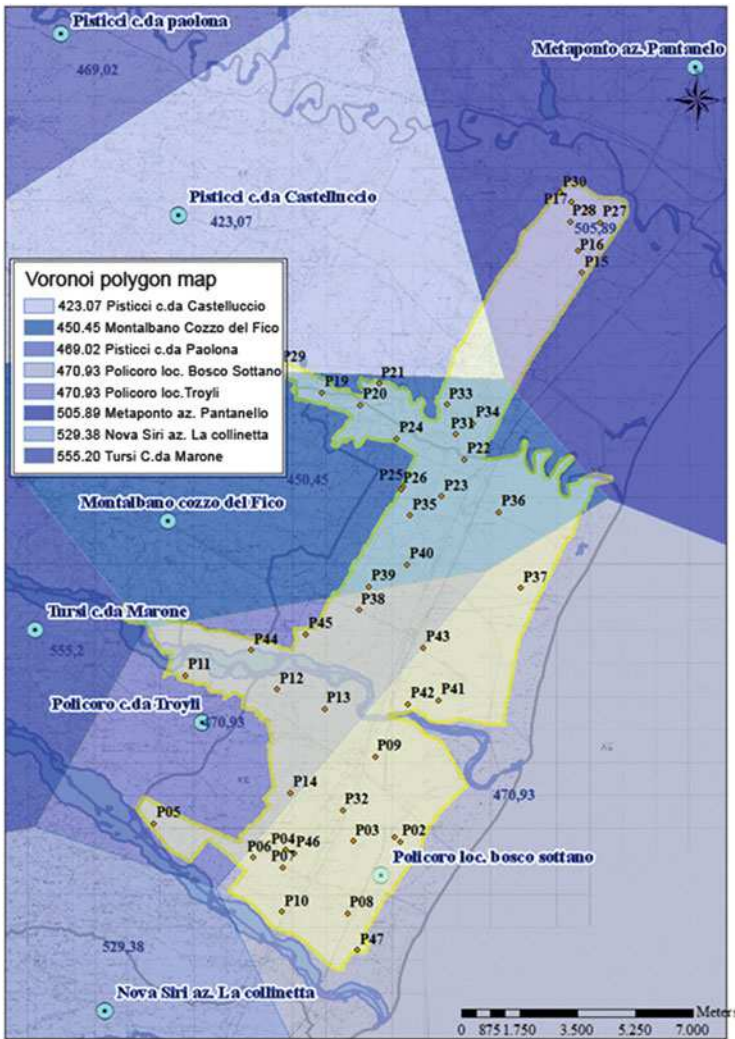 Pisticci c.da paolona
469,02
Metaponto az. Pantanelo
Pisticci c.da Castelluccio
423,07
P30
P17
P28
P27
505,89
P16
P15
Voronoi polygon map
423.07 Pisticci c.da Castelluccio
450.45 Montalbano Cozzo del Fico
469.02 Pisticci c.da Paolona
470.93 Policoro loc. Bosco Sottano
470.93 Policoro loc.Troyli
505.89 Metaponto az. Pantanello
529.38 Nova Siri az. La collinetta
555.20 Tursi C.da Marone
P29
P21
P19
P20
P33
P34
P31
P24
P22
450,45
P25
P26
P23
P35
P36
Montalbano cozzo del Fico
P40
P39
P37
P38
Tursi c.da Marone
P45
555,2
P44
P43
P11
P12
P42
P41
P13
Policoro c.da Troyli
470,93
P09
P14
470,93
P32
P05
P04
P46
P03
P02
P06
P07
Policoro loc. bosco sottano
P10
P08
529,38
P47
Nova Siri az. La collinetta
Meters
0 875 1.750 3.500 5.250 7.000